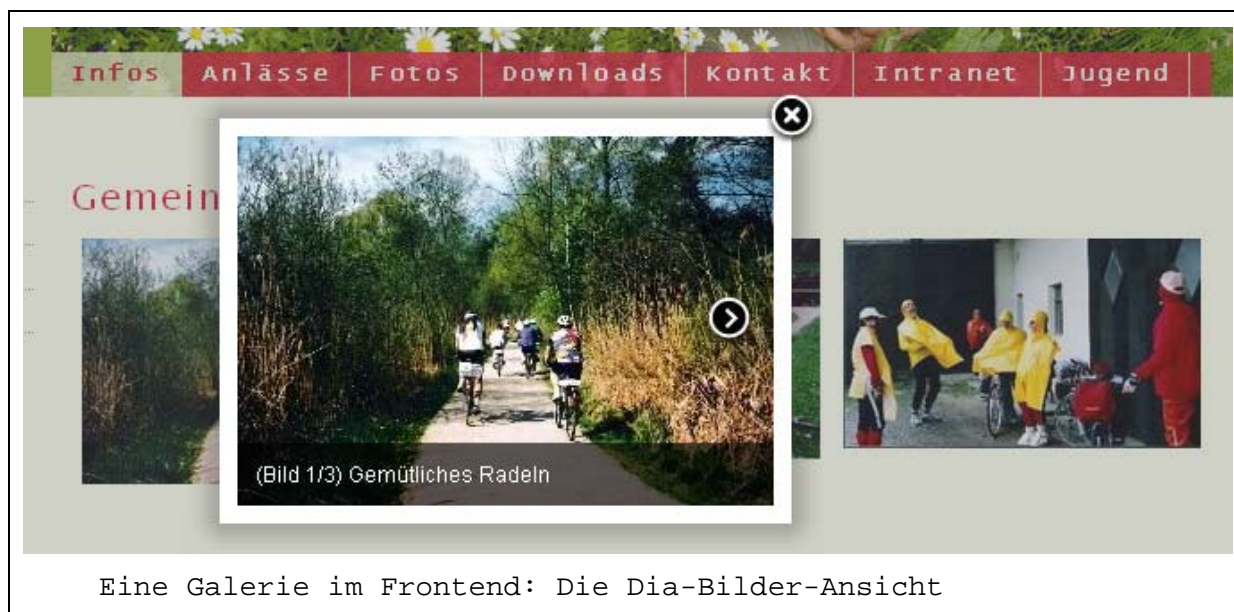 Infos Anlässe Fotos Downloads Kontakt Intranet Jugend
Gemein
(Bild 1/3) Gemütliches Radeln
Eine Galerie im Frontend: Die Dia-Bilder-Ansicht